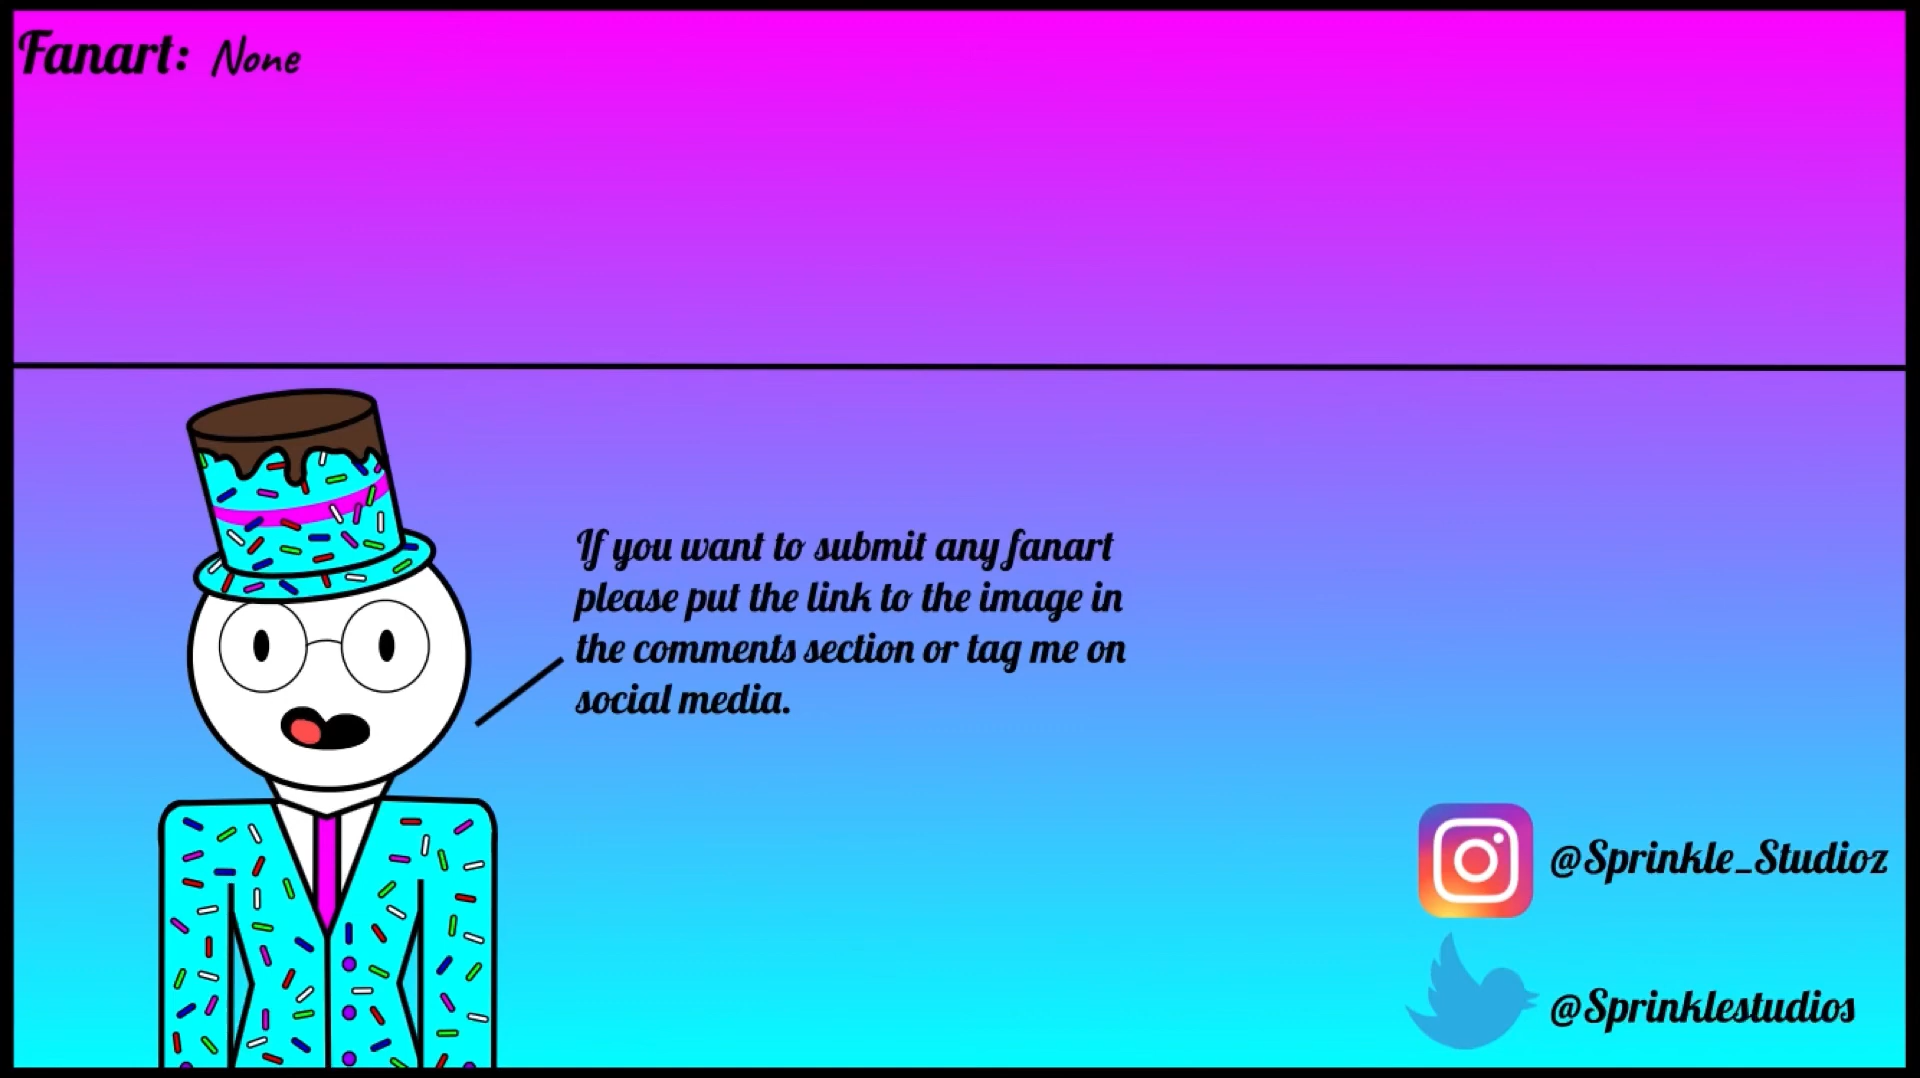 Fanart: None
If you want to submit any fanart
please put the link to the image in
the comments section or tag me on
social media.
@Sprinkle_Studioz
@Sprinklestudios